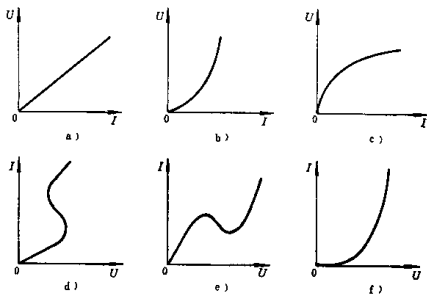 U U U
0 I 0 I 0 I
a) b) c)
I I I
0 U 0 U 0 U
d) e) f)